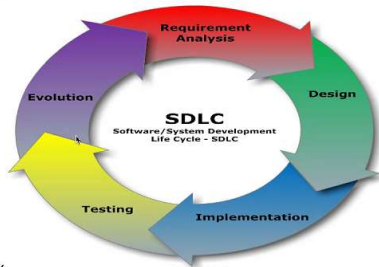 Requirement
Analysis
Design
Implementation
Testing
Evolution
SDLC
Software/System Development
Life Cycle - SDLC